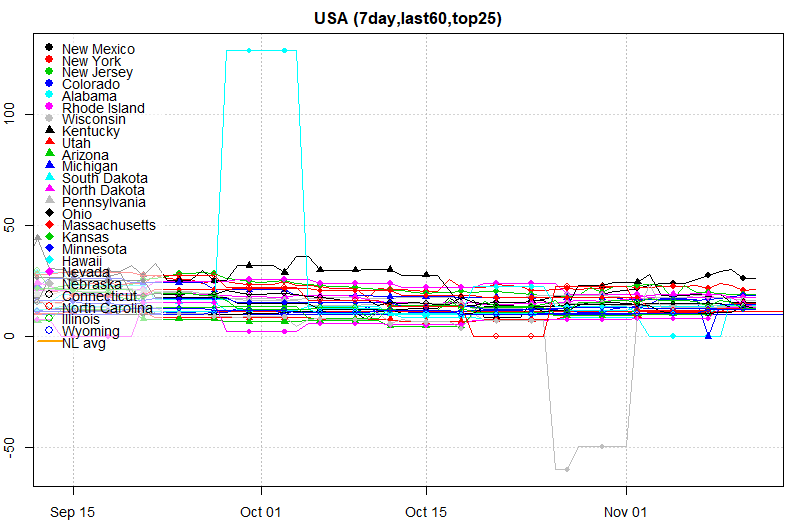 USA (7day,last60,top25)
New Mexico
New York
New Jersey
Colorado
Alabama
Rhode Island
Wisconsin
Kentucky
Utah
Arizona
Michigan
South Dakota
North Dakota
Pennsylvania
Ohio
Massachusetts
Kansas
Minnesota
Hawaii
Nevada
Nebraska
Connecticut
North Carolina
Illinois
Wyoming
NL avg
100
50
0
-50
Sep 15
Oct 01
Oct 15
Nov 01